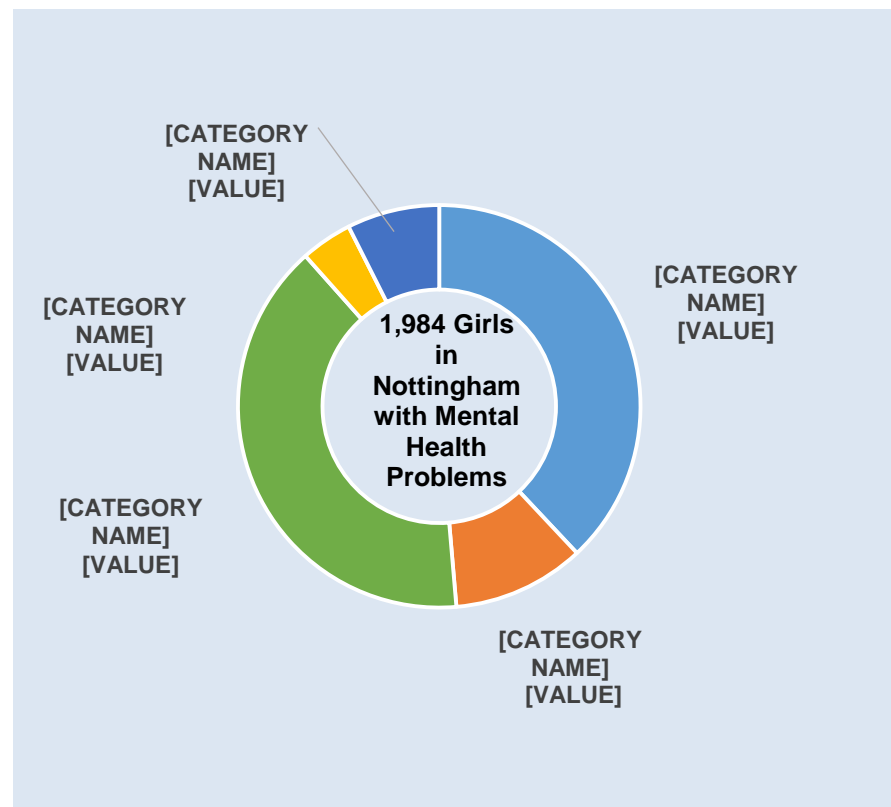 [CATEGORY
NAME]
[VALUE]
[CATEGORY
NAME]
[VALUE]
[CATEGORY
NAME]
[VALUE]
1,984 Girls
in
Nottingham
with Mental
Health
Problems
[CATEGORY
NAME]
[VALUE]
[CATEGORY
NAME]
[VALUE]